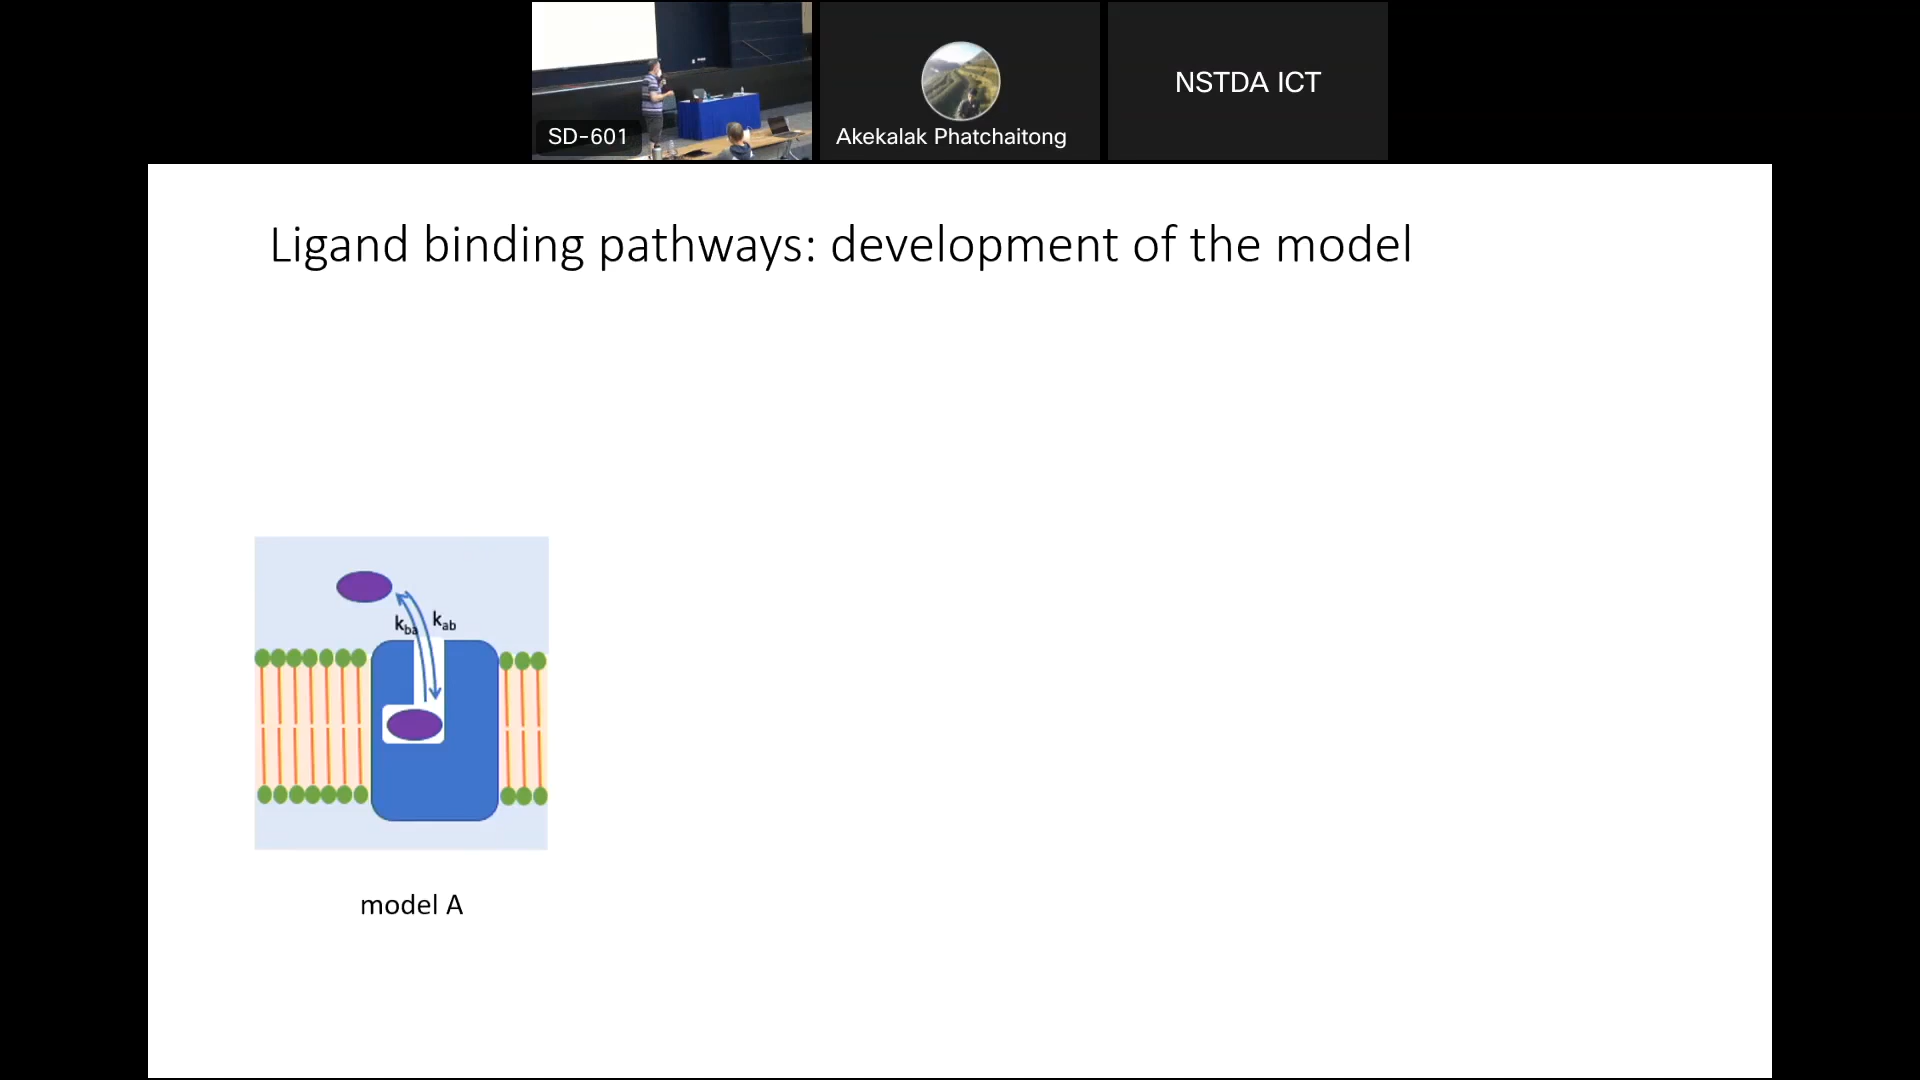 SD-601
Akekalak Phatchaitong
NSTDA ICT
Ligand binding pathways: development of the model
kba
kab
model A